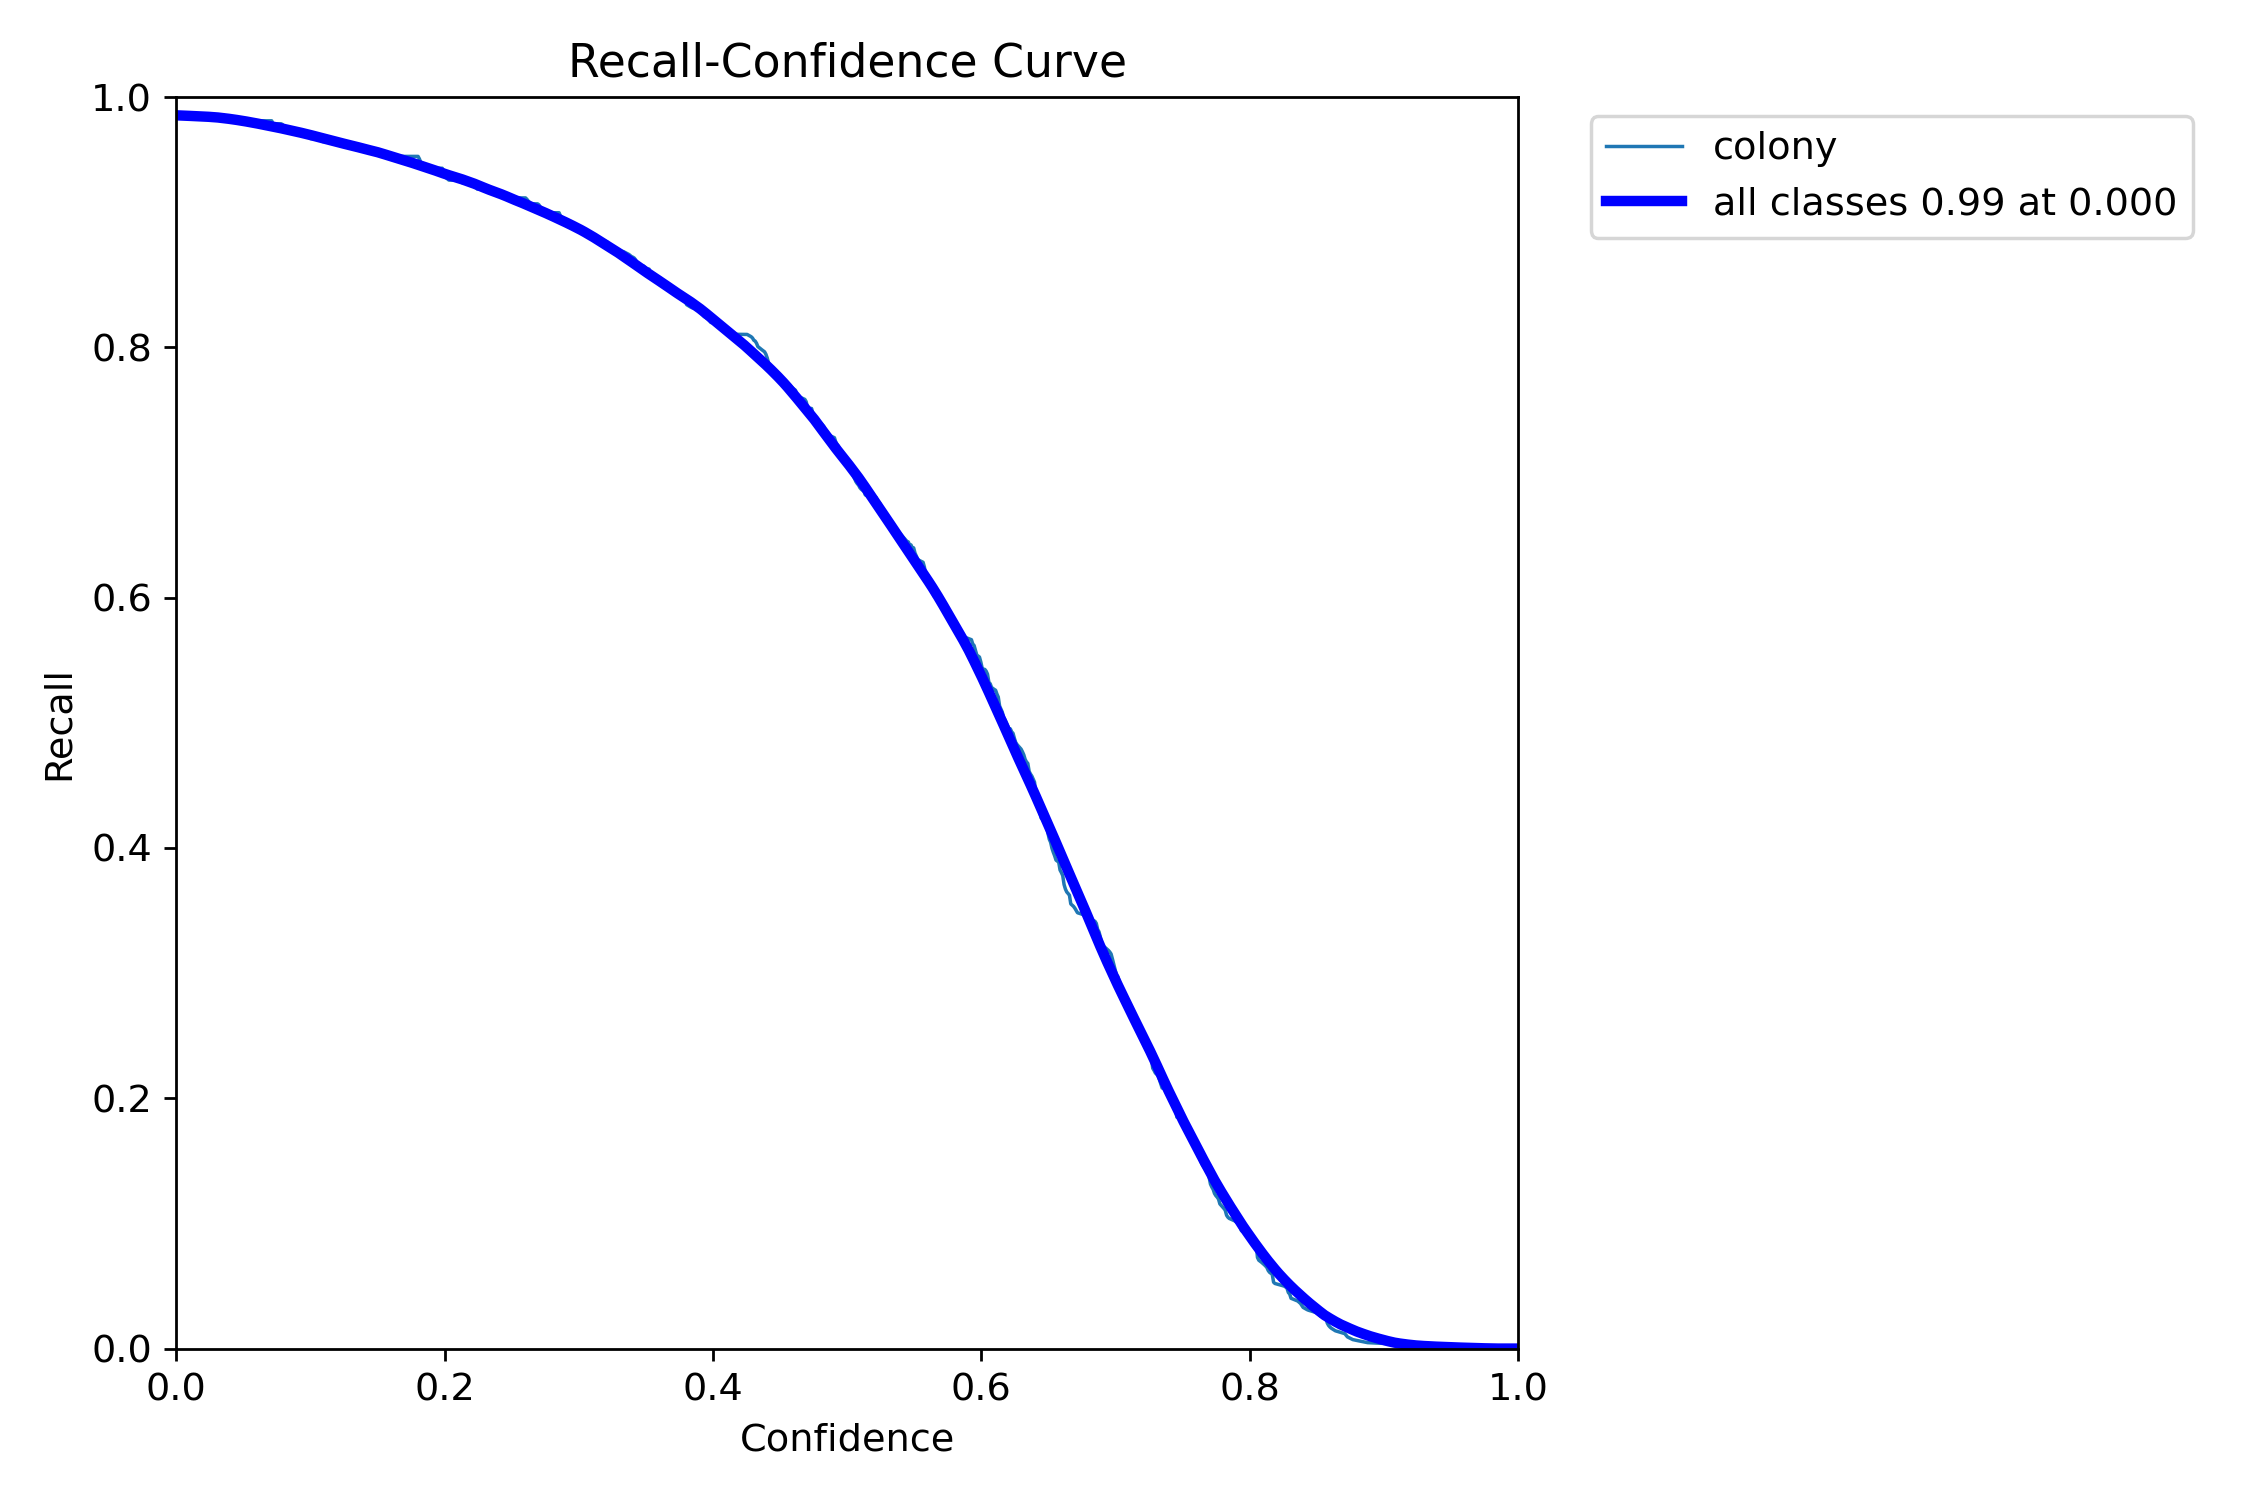 Recall-Confidence Curve
1.0
0.8
0.6
0.4
0.2
0.0
Recall
0.0 0.2 0.4 0.6 0.8 1.0
Confidence
colony
all classes 0.99 at 0.000